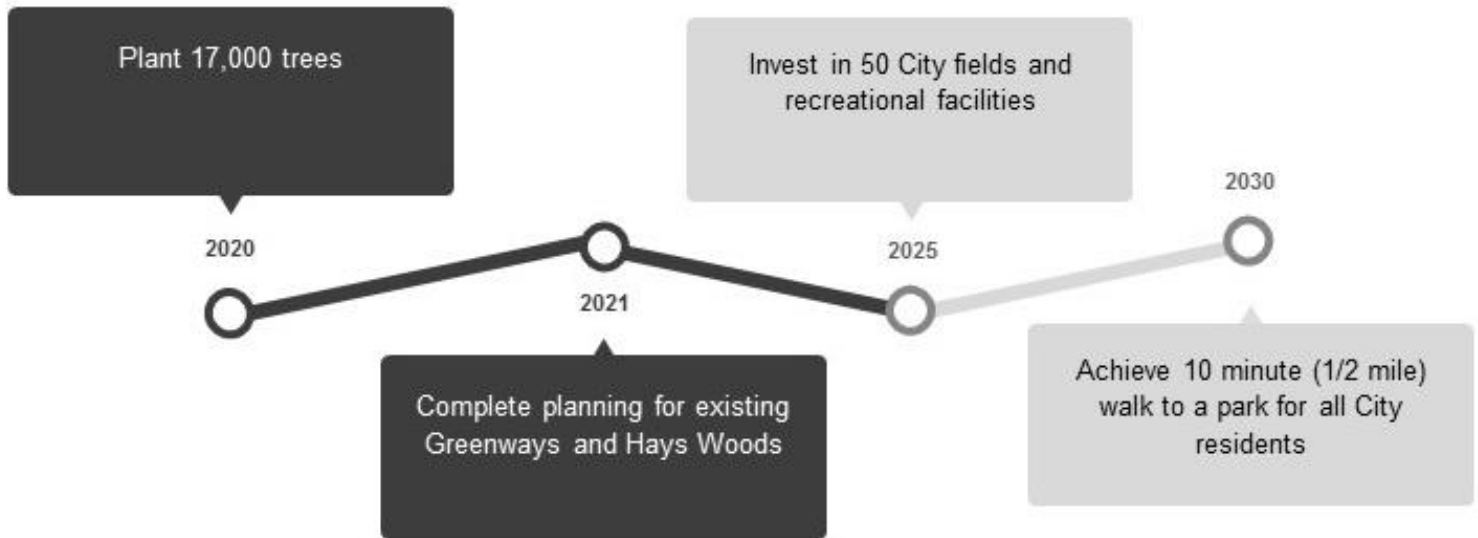 Plant 17,000 trees
2020
2021
Complete planning for existing
Greenways and Hays Woods
Invest in 50 City fields and
recreational facilities
2025
2030
Achieve 10 minute (1/2 mile)
walk to a park for all City
residents